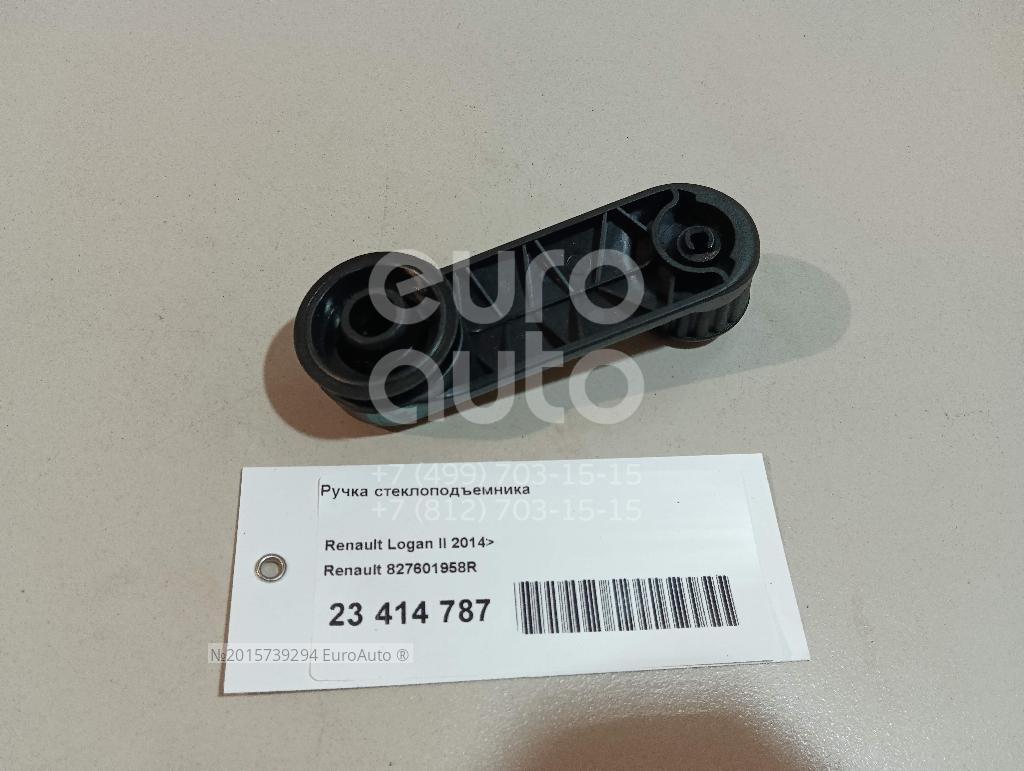 euro
auto
+7 (499) 703-15-15
Ручка стеклоподъемника
+7 (812) 703-15-15
Renault Logan II 2014>
Renault 827601958R
23 414 787
№2015739294 EuroAuto ®